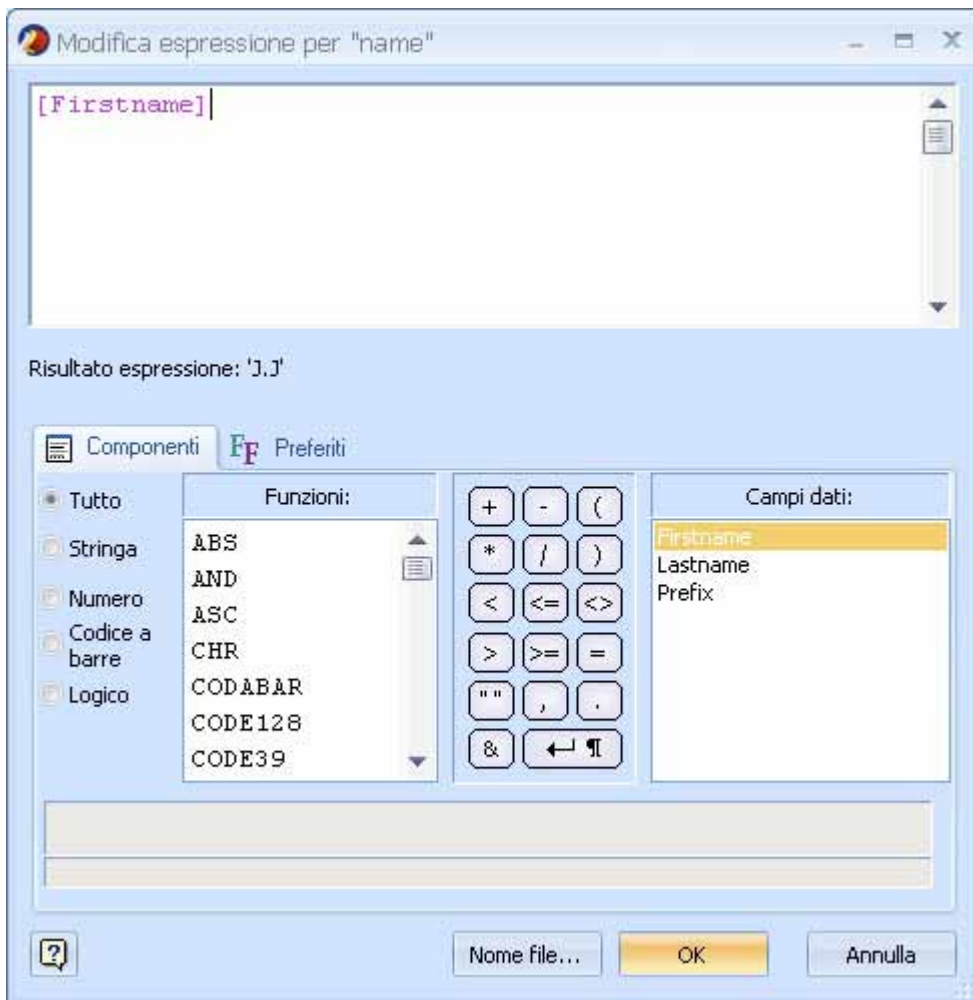 Modifica espressione per "name"
[Firstname]
Risultato espressione: 'J.J'
Componenti
FF Preferiti
Tutto
Stringa
Numero
Codice a
barre
Logico
Funzioni:
ABS
AND
ASC
CHR
CODABAR
CODE128
CODE39
+ - (
* / )
< <= <>
> >= =
" " , .
& ↵ ¶
Campi dati:
Firstname
Lastname
Prefix
?
Nome file...
OK
Annulla